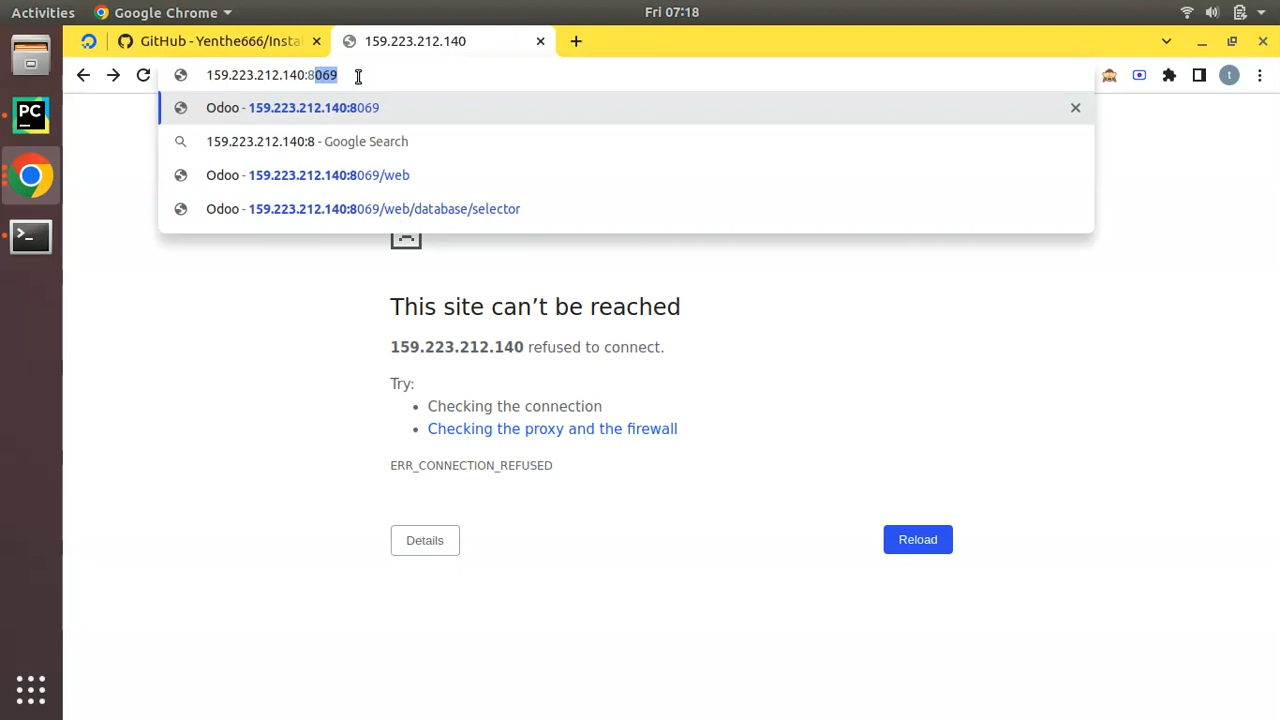 Activities
Google Chrome
Fri 07:18
GitHub - Yenthe666/Insta
159.223.212.140
159.223.212.140:8069
t
Odoo - 159.223.212.140:8069
159.223.212.140:8 - Google Search
Odoo - 159.223.212.140:8069/web
Odoo - 159.223.212.140:8069/web/database/selector
PC
This site can’t be reached
159.223.212.140 refused to connect.
Try:
• Checking the connection
• Checking the proxy and the firewall
ERR_CONNECTION_REFUSED
Details
Reload